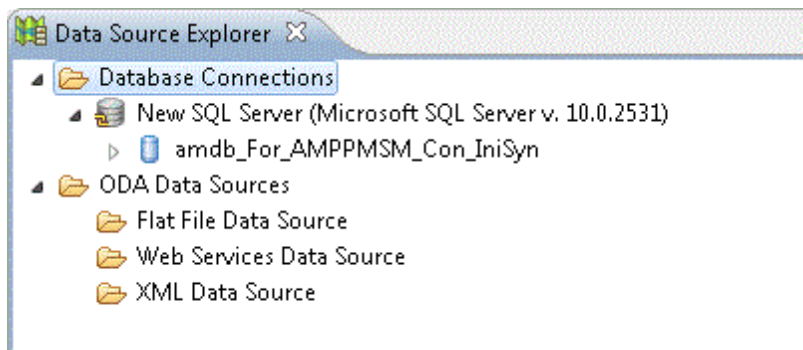 Data Source Explorer
Database Connections
New SQL Server (Microsoft SQL Server v. 10.0.2531)
amdb_For_AMPPMSM_Con_IniSyn
ODA Data Sources
Flat File Data Source
Web Services Data Source
XML Data Source